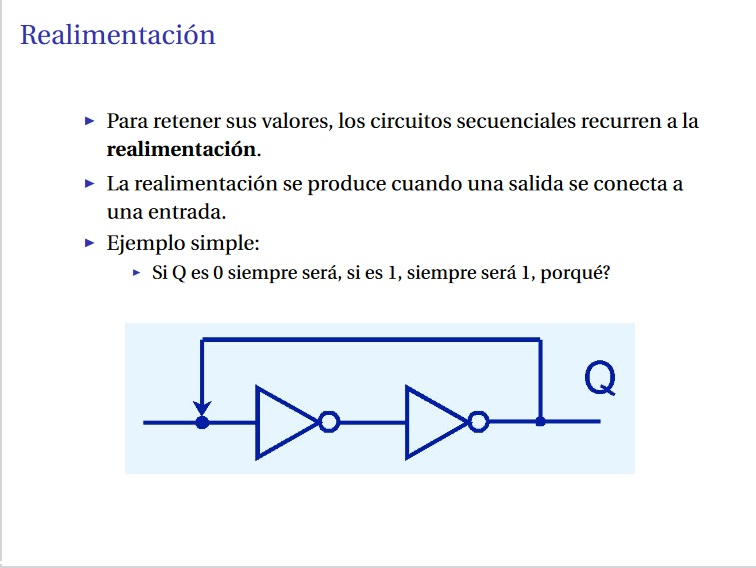 Realimentación
Para retener sus valores, los circuitos secuenciales recurren a la
realimentación.
La realimentación se produce cuando una salida se conecta a
una entrada.
Ejemplo simple:
Si Q es 0 siempre será, si es 1, siempre será 1, porqué?
Q